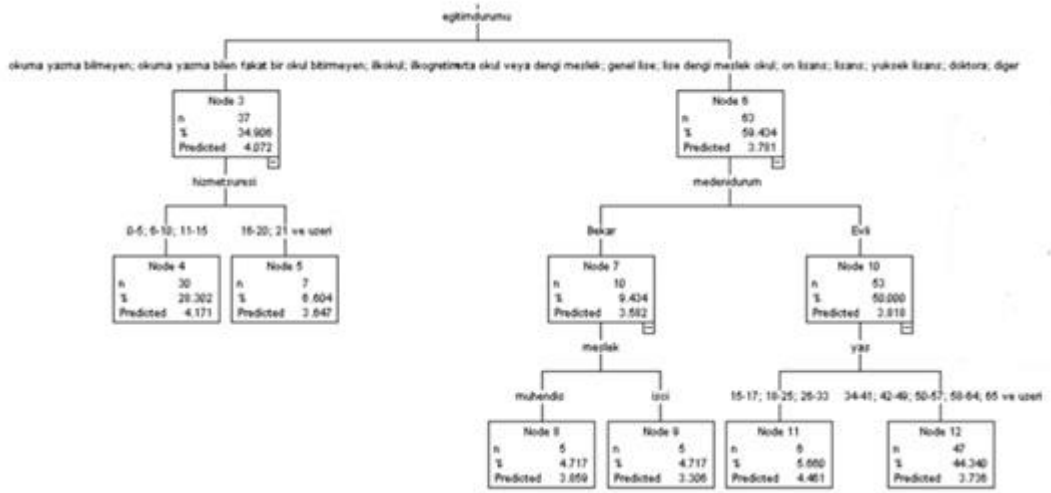 egitimdurumu
okuma yazma bilmeyen; okuma yazma bilen fakat bir okul bitirmeyen; ilkokul; ilkogretim
orta okul veya dengi meslek; genel lise; lise dengi meslek okul; on lisans; lisans; yuksek lisans; doktora; diger
Node 3
n 37
% 34.906
Predicted 4.072
Node 6
n 63
% 59.434
Predicted 3.781
hizmetsuresi
medenidurum
0-5; 6-10; 11-15
16-20; 21 ve uzeri
Bekar
Evli
Node 4
n 30
% 28.302
Predicted 4.171
Node 5
n 7
% 6.604
Predicted 3.647
Node 7
n 10
% 9.434
Predicted 3.582
Node 10
n 53
% 50.000
Predicted 3.818
meslek
yas
muhendis
isci
15-17; 18-25; 26-33
34-41; 42-49; 50-57; 58-64; 65 ve uzeri
Node 8
n 5
% 4.717
Predicted 3.859
Node 9
n 5
% 4.717
Predicted 3.306
Node 11
n 6
% 5.660
Predicted 4.461
Node 12
n 47
% 44.340
Predicted 3.736